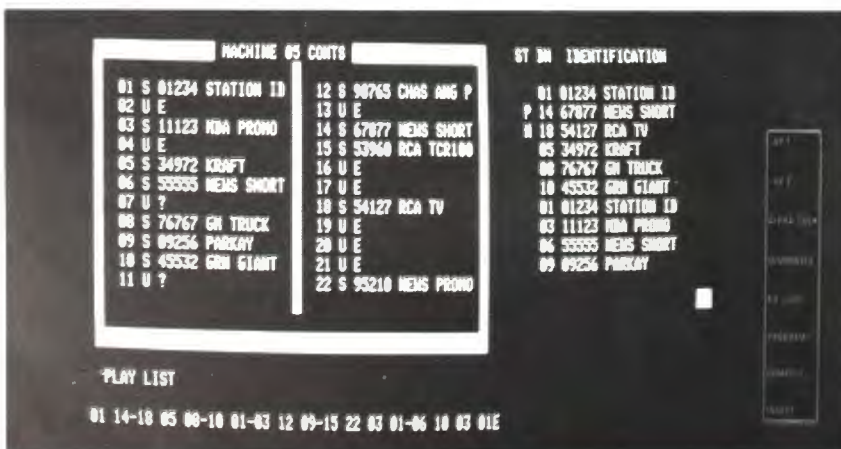 MACHINE 05 CONTS
01 S 01234 STATION ID
02 U E
03 S 11123 MDA PROMO
04 U E
05 S 34972 KRAFT
06 S 55555 NEWS SHORT
07 U ?
08 S 76767 GM TRUCK
09 S 09256 PARKAY
10 S 45532 GRN GIANT
11 U ?
12 S 98765 CHAS ANG P
13 U E
14 S 67877 NEWS SHORT
15 S 53960 RCA TCR100
16 U E
17 U E
18 S 54127 RCA TV
19 U E
20 U E
21 U E
22 S 95210 NEWS PROMO
ST BN IDENTIFICATION
01 01234 STATION ID
P 14 67877 NEWS SHORT
N 18 54127 RCA TV
05 34972 KRAFT
08 76767 GM TRUCK
10 45532 GRN GIANT
01 01234 STATION ID
03 11123 MDA PROMO
06 55555 NEWS SHORT
09 09256 PARKAY
PLAY LIST
01 14-18 05 08-10 01-03 12 09-15 22 03 01-06 10 03 01E